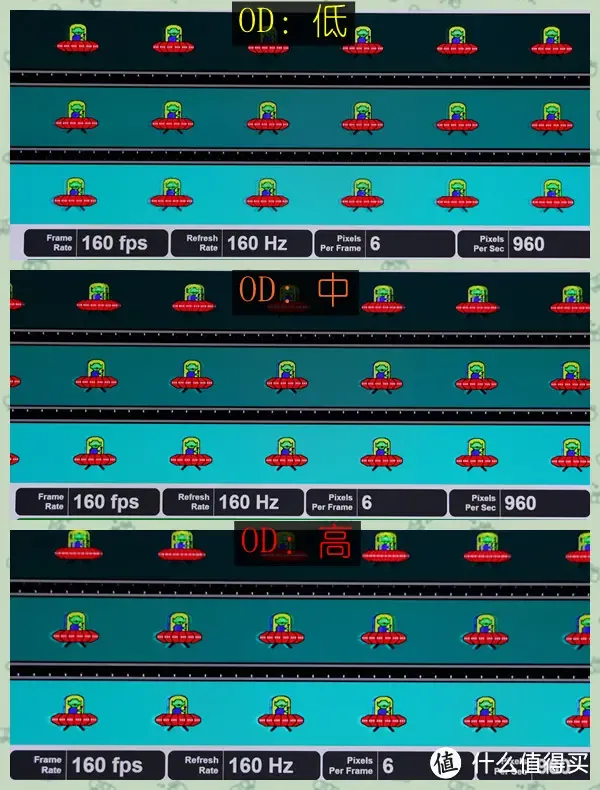 OD: 低
Frame Rate 160 fps Refresh Rate 160 Hz Pixels Per Frame 6 Pixels Per Sec 960
OD: 中
Frame Rate 160 fps Refresh Rate 160 Hz Pixels Per Frame 6 Pixels Per Sec 960
OD: 高
Frame Rate 160 fps Refresh Rate 160 Hz Pixels Per Frame 6
值 什么值得买